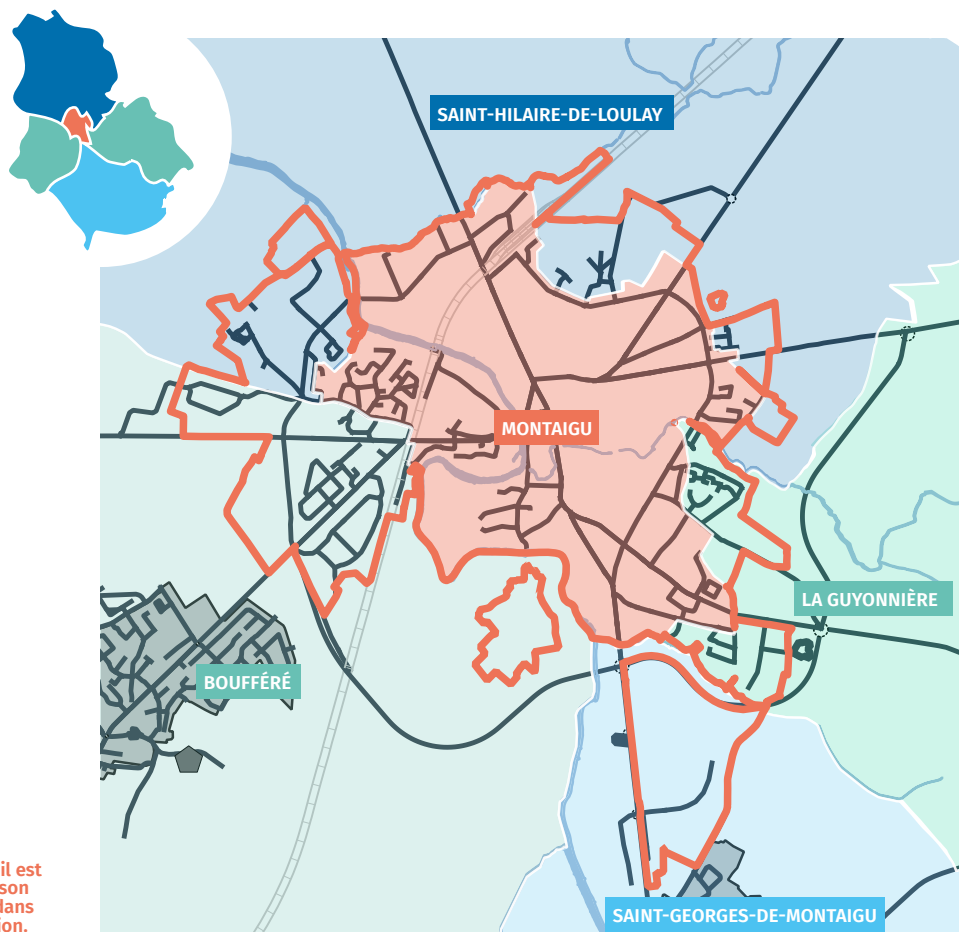 SAINT-HILAIRE-DE-LOULAY
MONTAIGU
LA GUYONNIÈRE
BOUFFÉRÉ
il est
son
dans
ion.
SAINT-GEORGES-DE-MONTAIGU